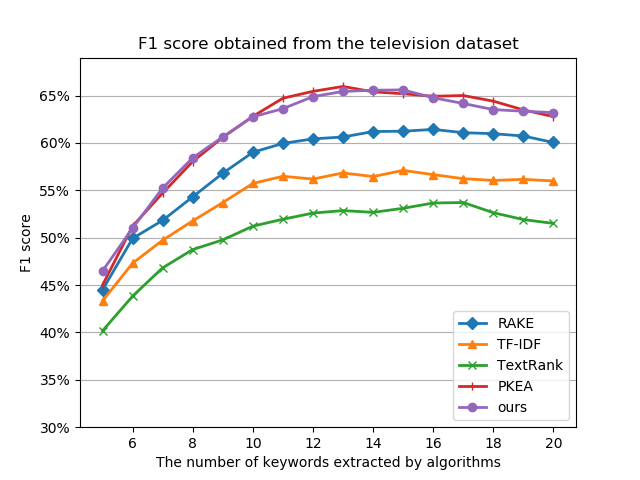 F1 score obtained from the television dataset
F1 score
65%
60%
55%
50%
45%
40%
35%
30%
6 8 10 12 14 16 18 20
The number of keywords extracted by algorithms
RAKE
TF-IDF
TextRank
PKEA
ours